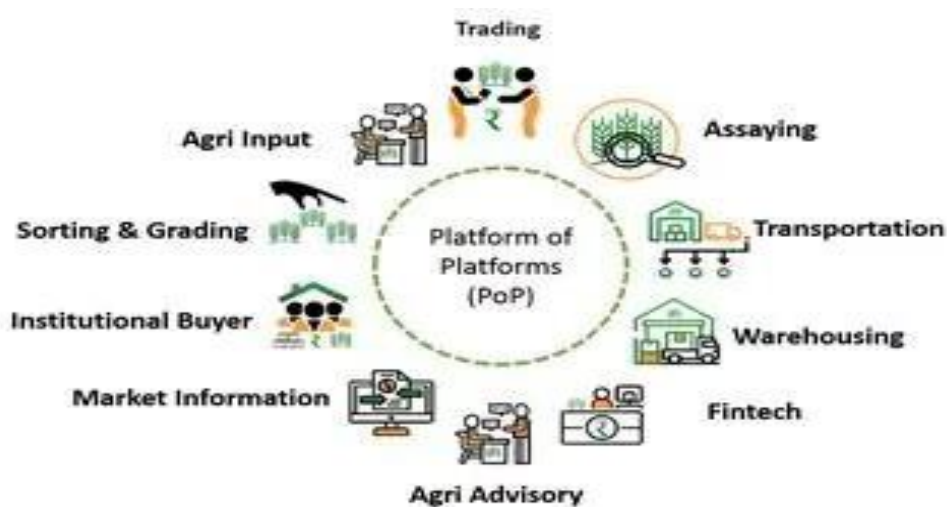 Trading
Assaying
Transportation
Warehousing
Fintech
Agri Advisory
Market Information
Institutional Buyer
Sorting & Grading
Agri Input
Platform of
Platforms
(PoP)
₹
₹
₹